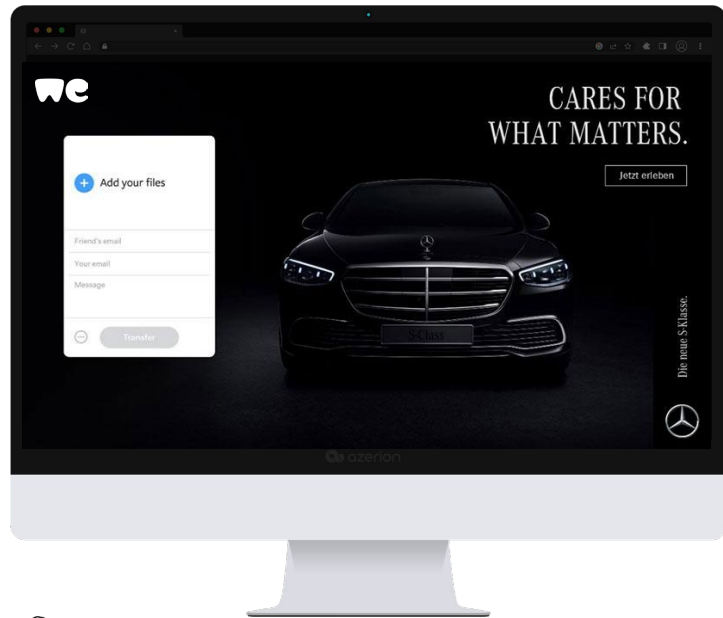 we
CARES FOR
WHAT MATTERS.
Jetzt erleben
Add your files
Friend's email
Your email
Message
Transfer
S-Class
Die neue S-Klasse.
azerion